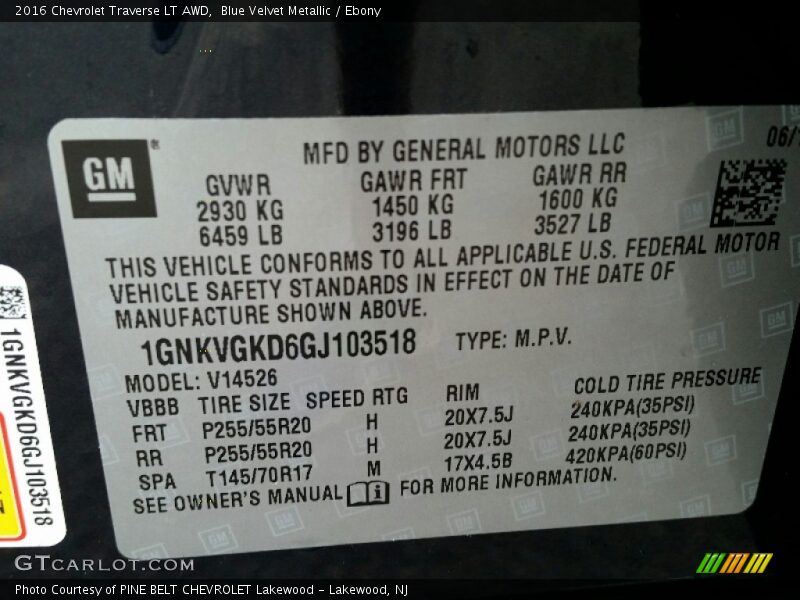 2016 Chevrolet Traverse LT AWD, Blue Velvet Metallic / Ebony
GM®
MFD BY GENERAL MOTORS LLC
06/
GVWR GAWR FRT GAWR RR
2930 KG 1450 KG 1600 KG
6459 LB 3196 LB 3527 LB
THIS VEHICLE CONFORMS TO ALL APPLICABLE U.S. FEDERAL MOTOR
VEHICLE SAFETY STANDARDS IN EFFECT ON THE DATE OF
MANUFACTURE SHOWN ABOVE.
1GNKVGKD6GJ103518 TYPE: M.P.V.
MODEL: V14526
VBBB TIRE SIZE SPEED RTG RIM COLD TIRE PRESSURE
FRT P255/55R20 H 20X7.5J 240KPA(35PSI)
RR P255/55R20 H 20X7.5J 240KPA(35PSI)
SPA T145/70R17 M 17X4.5B 420KPA(60PSI)
SEE OWNER'S MANUAL FOR MORE INFORMATION.
1GNKVGKD6GJ103518
GTCARLOT.COM
Photo Courtesy of PINE BELT CHEVROLET Lakewood - Lakewood, NJ